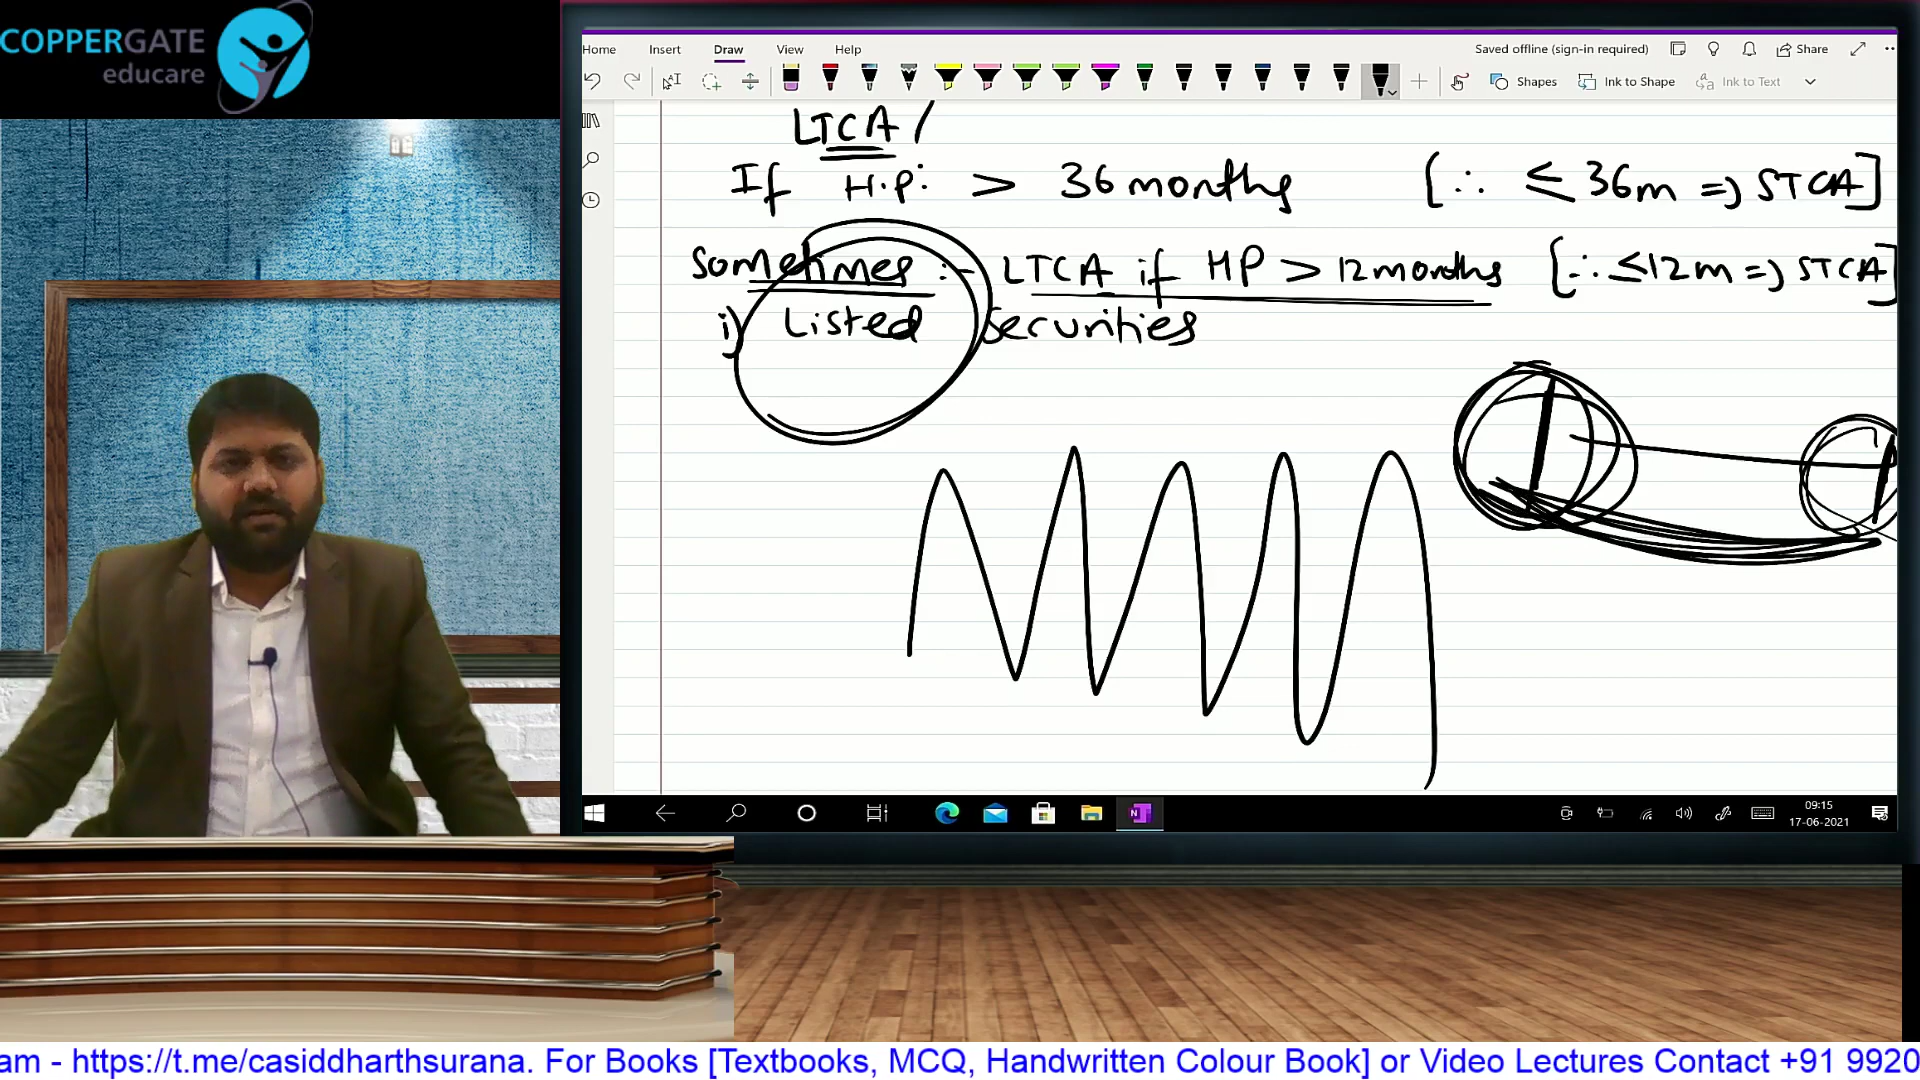 COPPERGATE
educare
Home Insert Draw View Help
Saved offline (sign-in required) Share
Shapes Ink to Shape Ink to Text
LTCA /
If H.P: > 36 months [∴ ≤ 36m => STCA]
Sometimes :- LTCA if HP > 12 months [∴ ≤12m => STCA]
i) Listed Securities
09:15
17-06-2021
am - https://t.me/casiddharthsurana. For Books [Textbooks, MCQ, Handwritten Colour Book] or Video Lectures Contact +91 9920